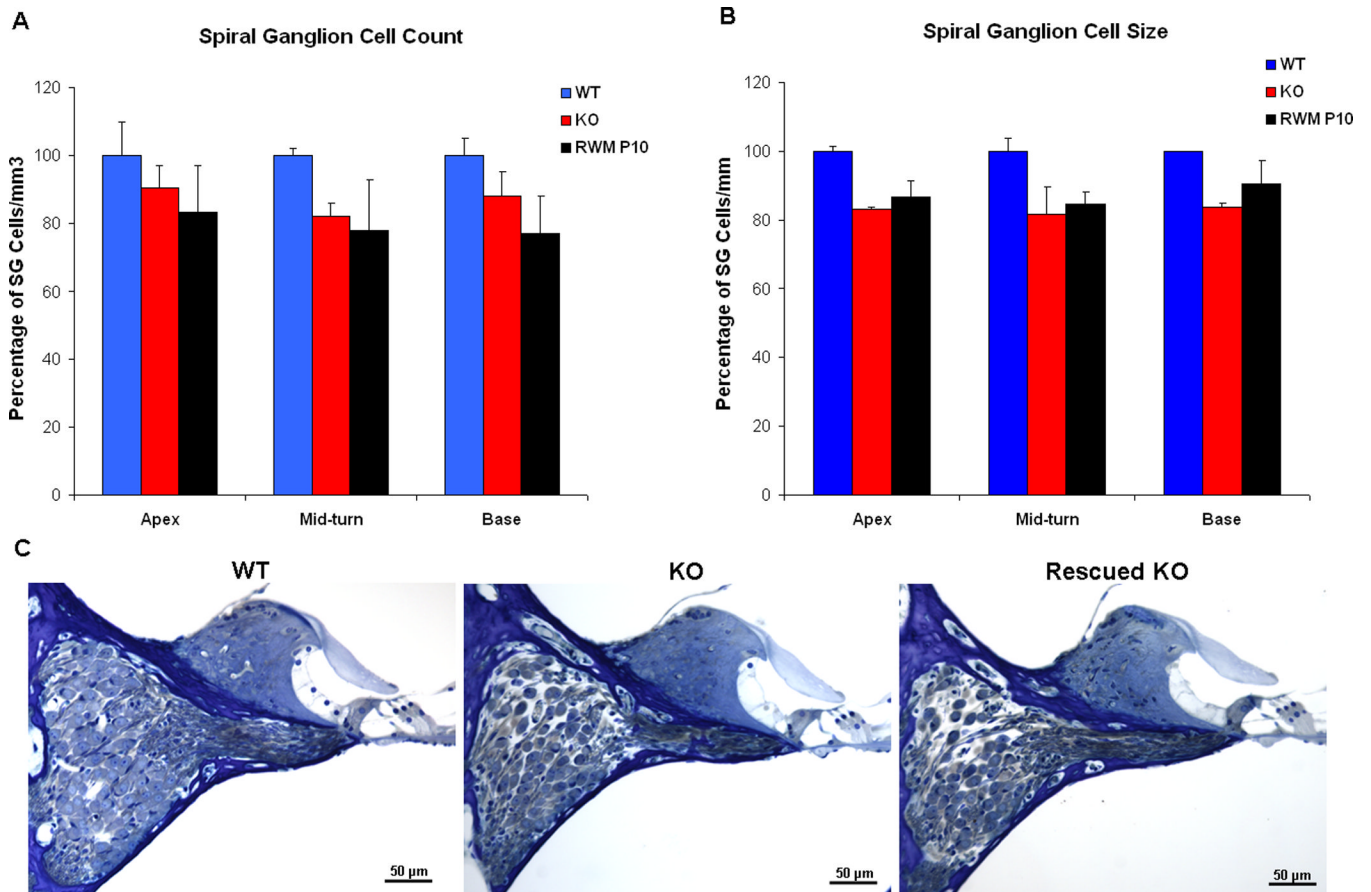 A
Spiral Ganglion Cell Count
WT
KO
RWM P10
Percentage of SG Cells/mm3
120
100
80
60
40
20
0
Apex
Mid-turn
Base
B
Spiral Ganglion Cell Size
WT
KO
RWM P10
Percentage of SG Cells/mm
120
100
80
60
40
20
0
Apex
Mid-turn
Base
C
WT
KO
Rescued KO
50 µm
50 µm
50 µm